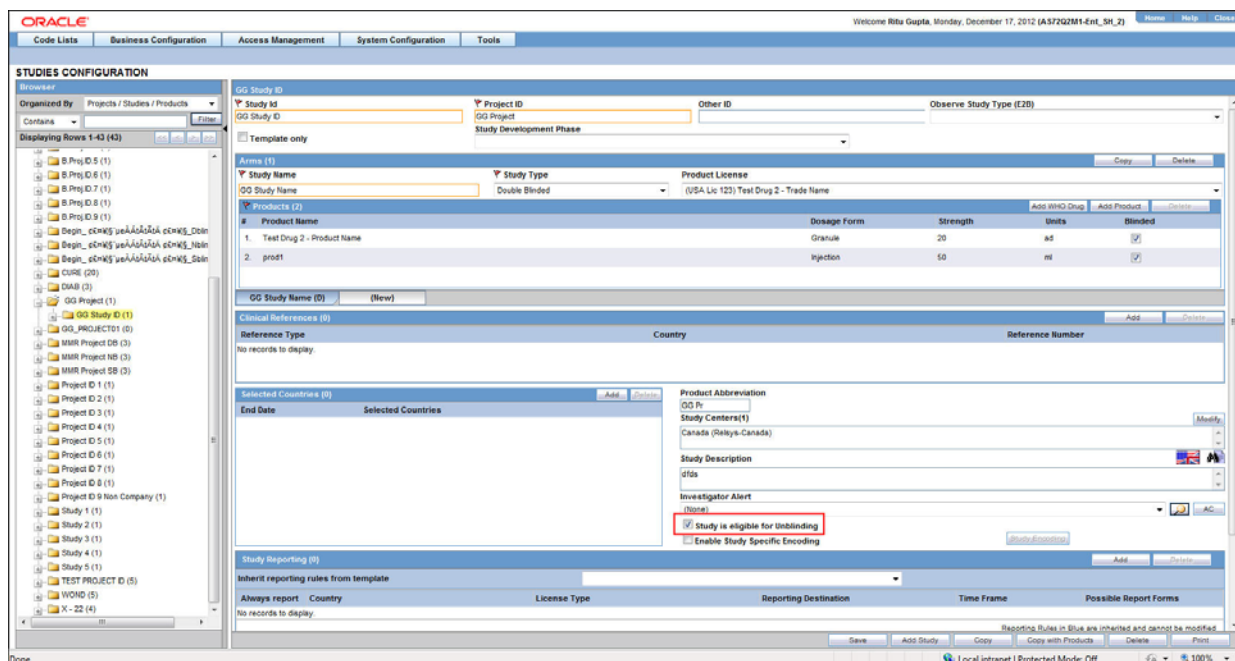 ORACLE
Welcome Ritu Gupta, Monday, December 17, 2012 (AS72Q2M1-Ent_SH_2) Home Help Close
Code Lists Business Configuration Access Management System Configuration Tools
STUDIES CONFIGURATION
Browser
Organized By Projects / Studies / Products
Contains Filter
Displaying Rows 1-43 (43)
B.Proj.ID.5 (1)
B.Proj.ID.6 (1)
B.Proj.ID.7 (1)
B.Proj.ID.8 (1)
B.Proj.ID.9 (1)
Begin_
Begin_
Begin_
CURE (20)
DIAB (3)
GG Project (1)
GG Study ID (1)
GG_PROJECT01 (0)
MMR Project DB (3)
MMR Project NB (3)
MMR Project SB (3)
Project ID 1 (1)
Project ID 2 (1)
Project ID 3 (1)
Project ID 4 (1)
Project ID 5 (1)
Project ID 6 (1)
Project ID 7 (1)
Project ID 8 (1)
Project ID 9 Non Company (1)
Study 1 (1)
Study 2 (1)
Study 3 (1)
Study 4 (1)
Study 5 (1)
TEST PROJECT ID (5)
WOND (5)
X - 22 (4)
GG Study ID
Study Id Project ID Other ID Observe Study Type (E2B)
GG Study ID GG Project
Template only Study Development Phase
Arms (1) Copy Delete
Study Name Study Type Product License
GG Study Name Double Blinded (USA Lic 123) Test Drug 2 - Trade Name
Products (2) Add WHO Drug Add Product Delete
# Product Name Dosage Form Strength Units Blinded
1. Test Drug 2 - Product Name Granule 20 ad
2. prod1 Injection 50 ml
GG Study Name (D) (New)
Clinical References (0) Add Delete
Reference Type Country Reference Number
No records to display.
Selected Countries (0) Add Delete
End Date Selected Countries
Product Abbreviation
GG Pr
Study Centers(1) Modify
Canada (Relsys-Canada)
Study Description
dfds
Investigator Alert
(None) AC
Study is eligible for Unblinding
Enable Study Specific Encoding Study Encoding
Study Reporting (0) Add Delete
Inherit reporting rules from template
Always report Country License Type Reporting Destination Time Frame Possible Report Forms
No records to display.
Reporting Rules in Blue are inherited and cannot be modified
Save Add Study Copy Copy with Products Delete Print
Done Local intranet | Protected Mode: Off 100%